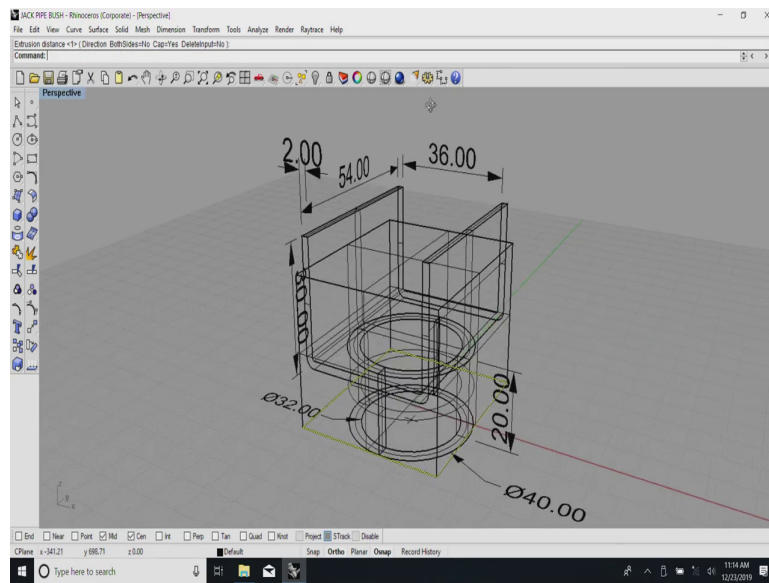 JACK PIPE BUSH - Rhinoceros (Corporate) - [Perspective]
File Edit View Curve Surface Solid Mesh Dimension Transform Tools Analyze Render Raytrace Help
Extrusion distance <1> ( Direction BothSides=No Cap=Yes DeleteInput=No ):
Command:
Perspective
2.00
54.00
36.00
Ø32.00
20.00
Ø40.00
z
y
x
End Near Point Mid Cen Int Perp Tan Quad Knot Project STrack Disable
CPlane x -341.21 y 698.71 z 0.00 Default Snap Ortho Planar Osnap Record History
Type here to search
11:14 AM
12/23/2019